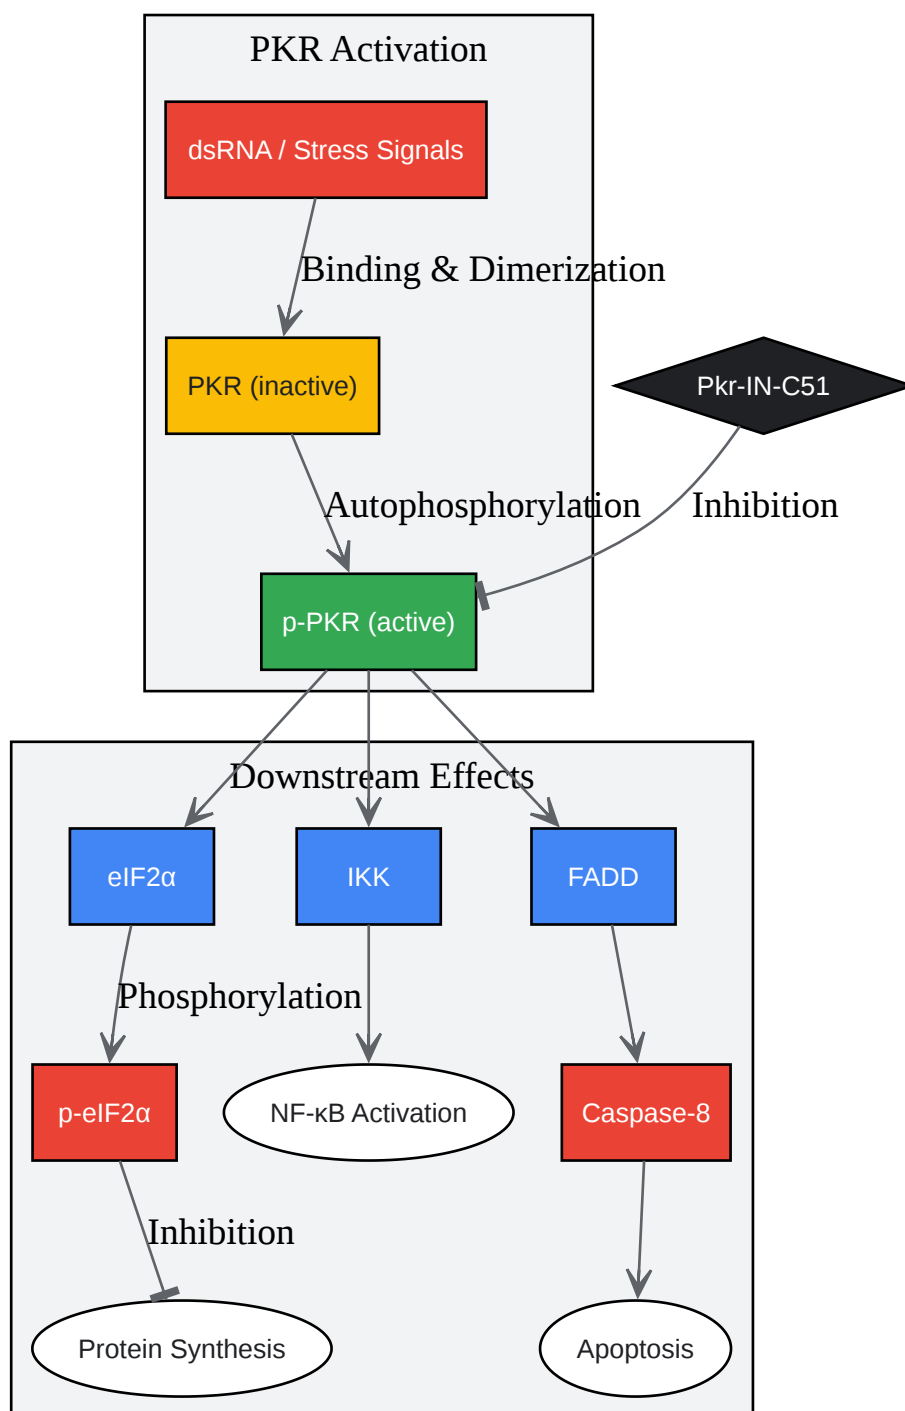 PKR Activation
dsRNA / Stress Signals
Binding & Dimerization
PKR (inactive)
Pkr-IN-C51
Autophosphorylation
Inhibition
p-PKR (active)
Downstream Effects
eIF2α
IKK
FADD
Phosphorylation
p-eIF2α
NF-κB Activation
Caspase-8
Inhibition
Protein Synthesis
Apoptosis